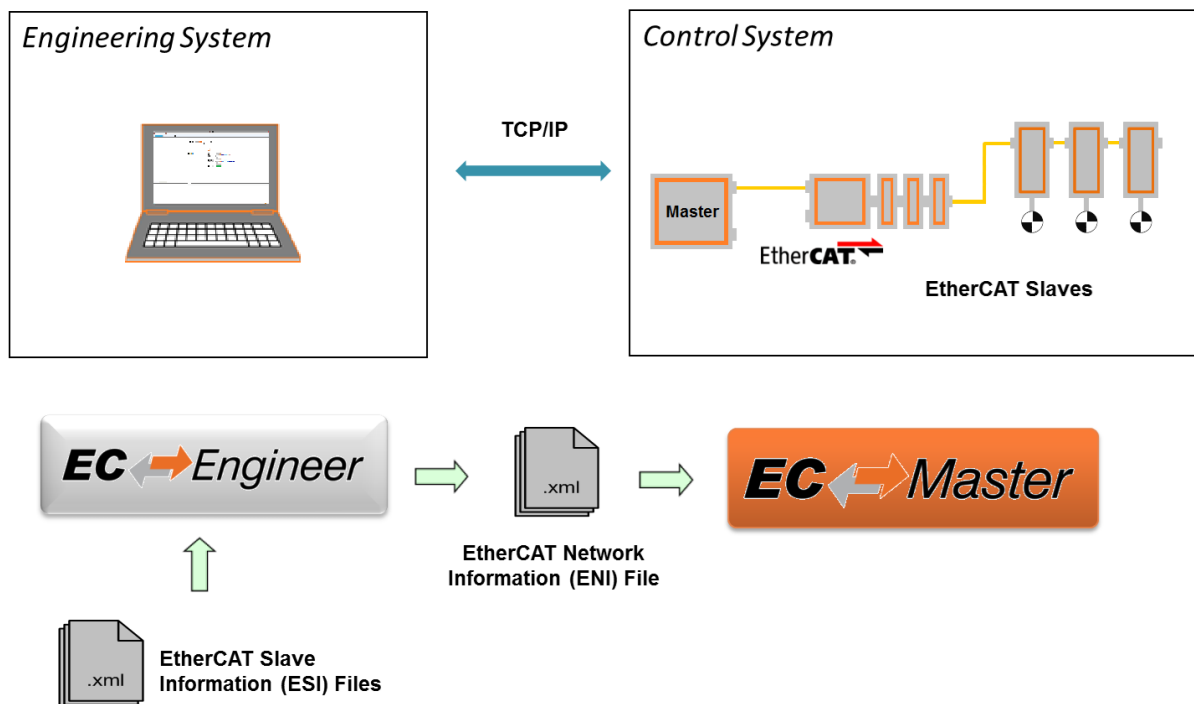 Engineering System
Control System
TCP/IP
Master
EtherCAT®
EtherCAT Slaves
EC Engineer
.xml
EC Master
EtherCAT Network
Information (ENI) File
.xml
EtherCAT Slave
Information (ESI) Files